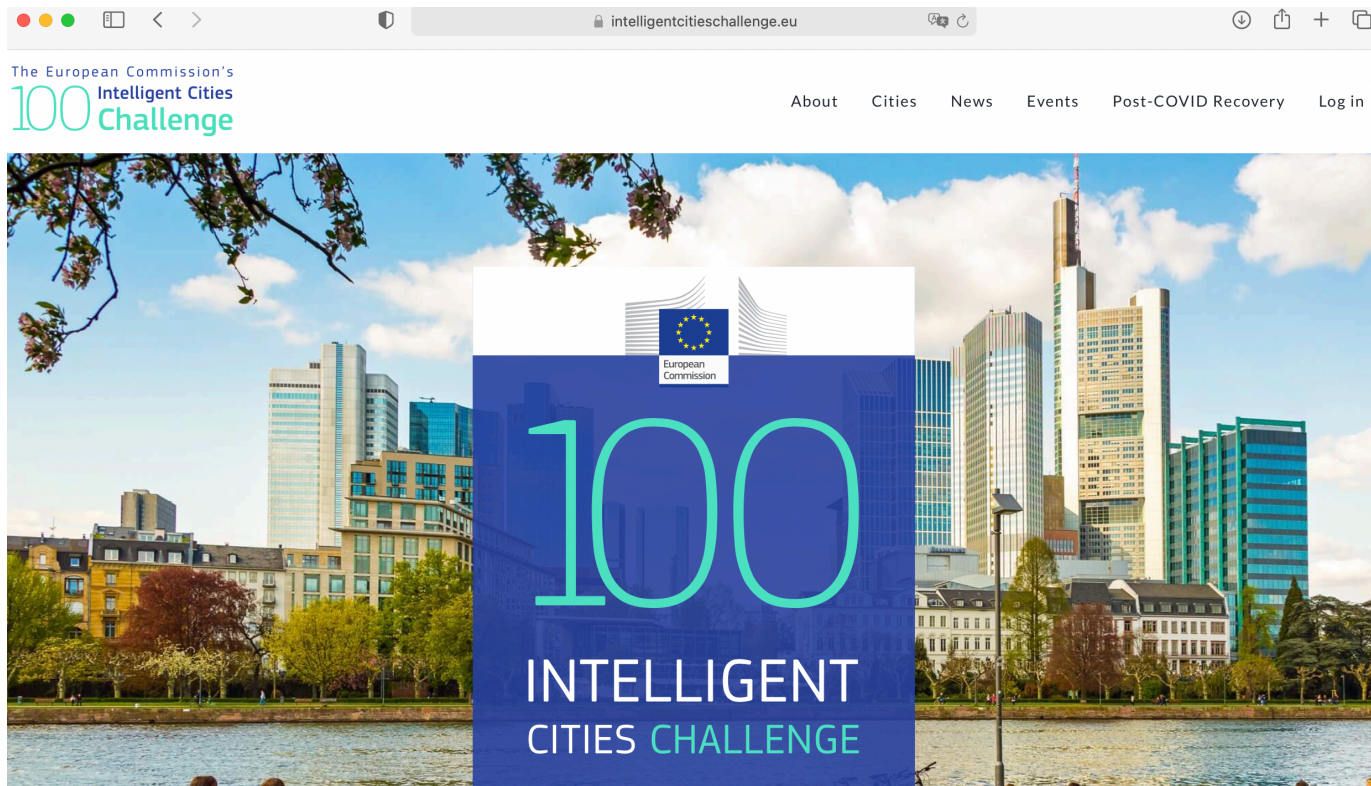 intelligentcitieschallenge.eu
The European Commission's
100 Intelligent Cities
Challenge
About Cities News Events Post-COVID Recovery Log in
European
Commission
100
INTELLIGENT
CITIES CHALLENGE